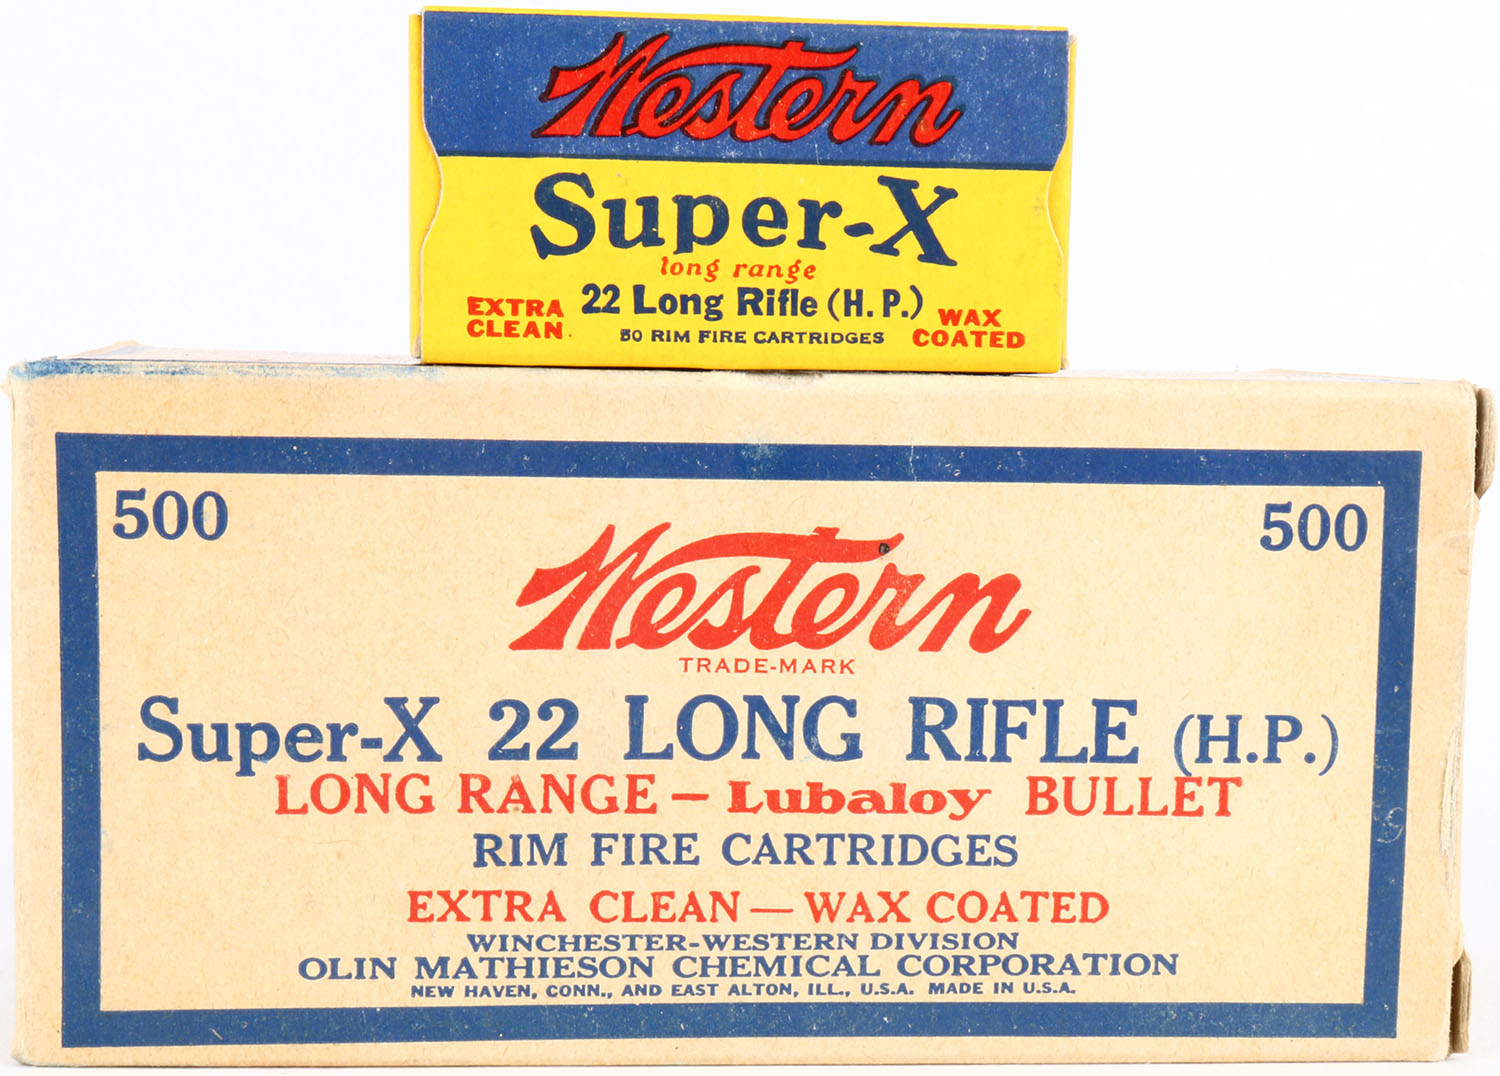 Western
Super-X
long range
22 Long Rifle (H.P.)
EXTRA
CLEAN
50 RIM FIRE CARTRIDGES
WAX
COATED
500
500
Western
TRADE-MARK
Super-X 22 LONG RIFLE (H.P.)
LONG RANGE – Lubaloy BULLET
RIM FIRE CARTRIDGES
EXTRA CLEAN — WAX COATED
WINCHESTER-WESTERN DIVISION
OLIN MATHIESON CHEMICAL CORPORATION
NEW HAVEN, CONN., AND EAST ALTON, ILL., U.S.A. MADE IN U.S.A.